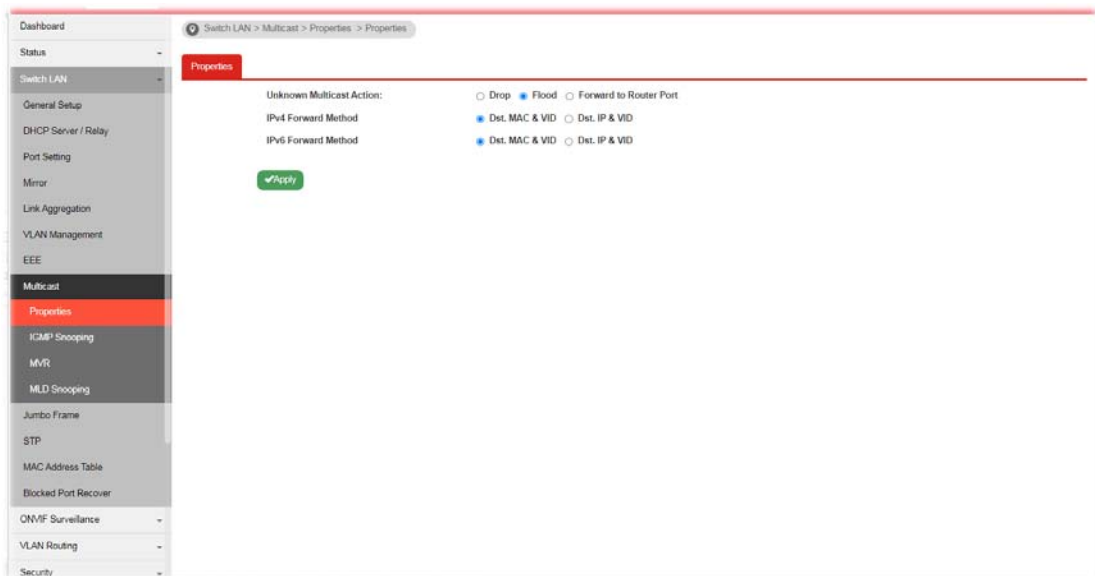 Dashboard
Switch LAN > Multicast > Properties > Properties
Status
Properties
Switch LAN
General Setup
DHCP Server / Relay
Port Setting
Mirror
Link Aggregation
VLAN Management
EEE
Multicast
Properties
IGMP Snooping
MVR
MLD Snooping
Jumbo Frame
STP
MAC Address Table
Blocked Port Recover
ONVIF Surveillance
VLAN Routing
Security
Unknown Multicast Action: Drop Flood Forward to Router Port
IPv4 Forward Method Dst. MAC & VID Dst. IP & VID
IPv6 Forward Method Dst. MAC & VID Dst. IP & VID
Apply